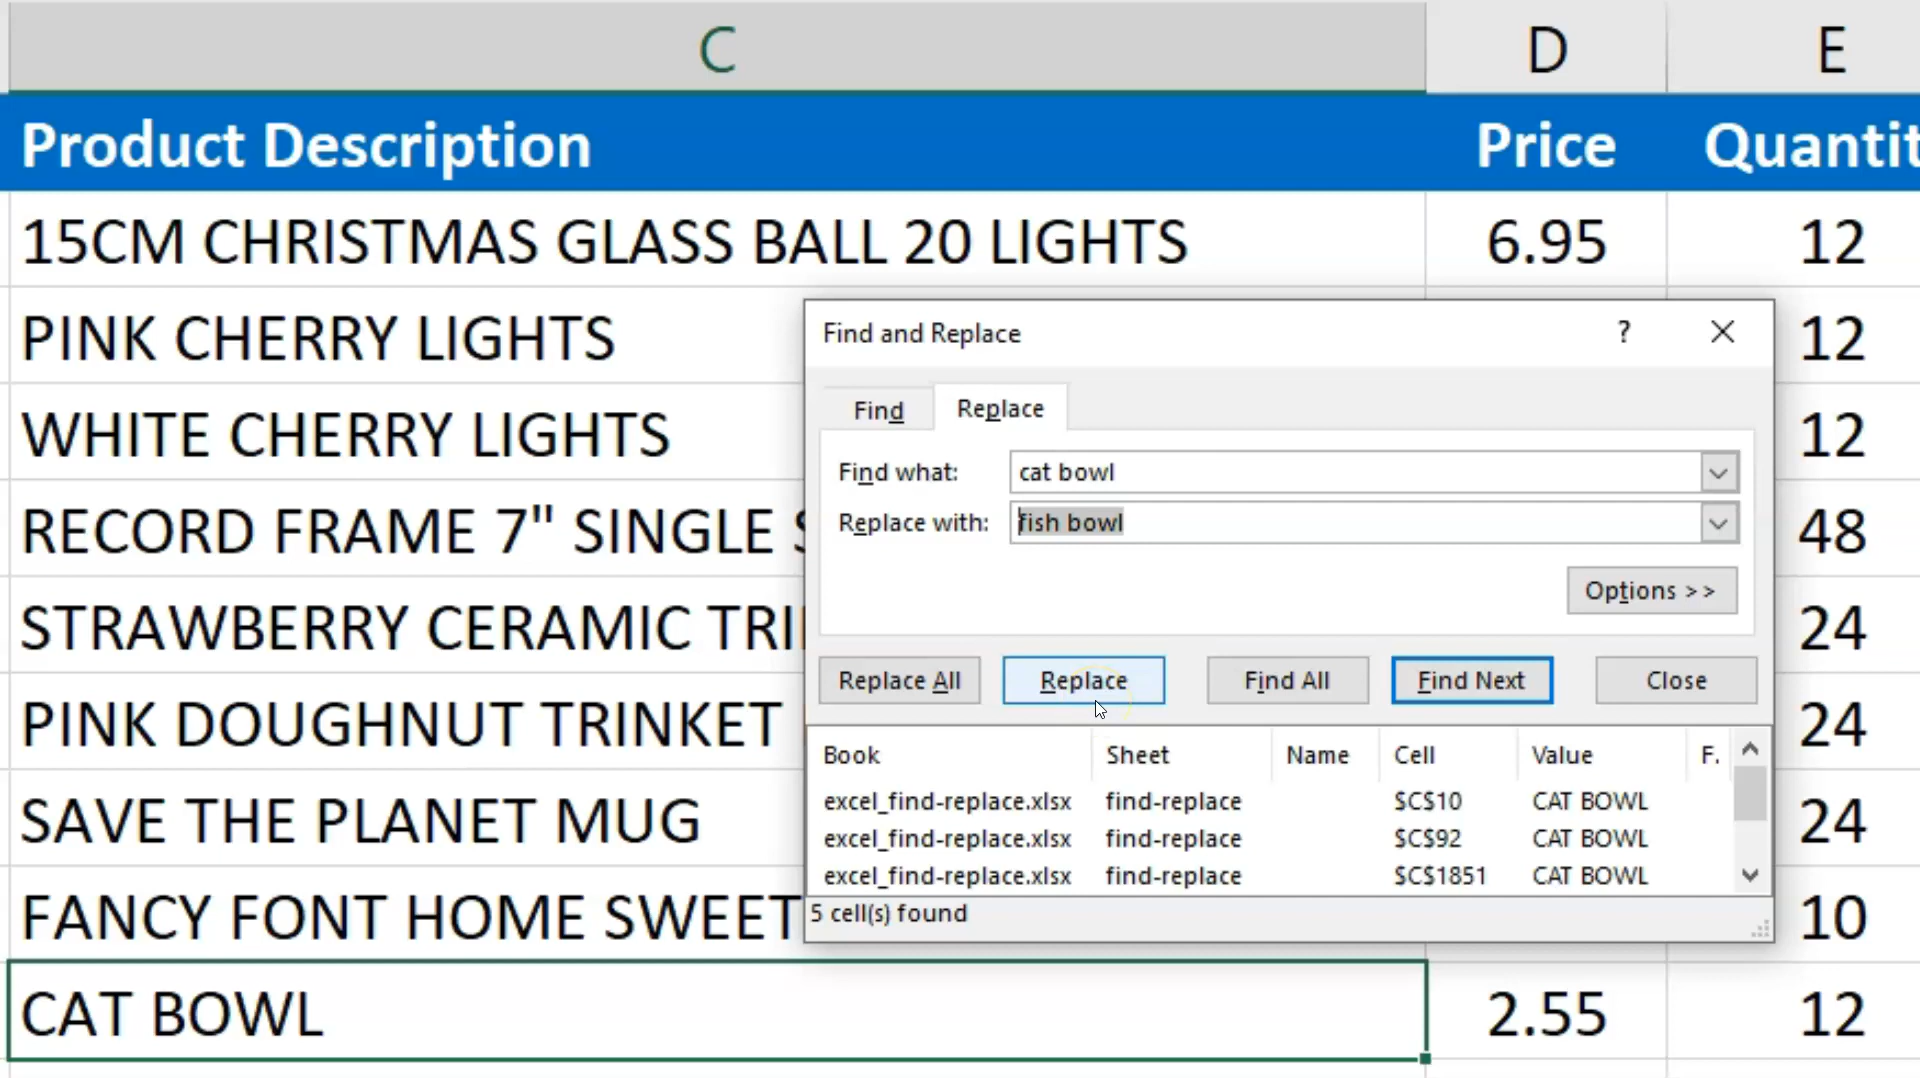 C D E
Product Description Price Quantit
15CM CHRISTMAS GLASS BALL 20 LIGHTS 6.95 12
PINK CHERRY LIGHTS 12
WHITE CHERRY LIGHTS 12
RECORD FRAME 7" SINGLE 48
STRAWBERRY CERAMIC TRI 24
PINK DOUGHNUT TRINKET 24
SAVE THE PLANET MUG 24
FANCY FONT HOME SWEET 10
CAT BOWL 2.55 12
Find and Replace ?
Find Replace
Find what: cat bowl
Replace with: fish bowl
Options >>
Replace All Replace Find All Find Next Close
Book Sheet Name Cell Value F.
excel_find-replace.xlsx find-replace $C$10 CAT BOWL
excel_find-replace.xlsx find-replace $C$92 CAT BOWL
excel_find-replace.xlsx find-replace $C$1851 CAT BOWL
5 cell(s) found